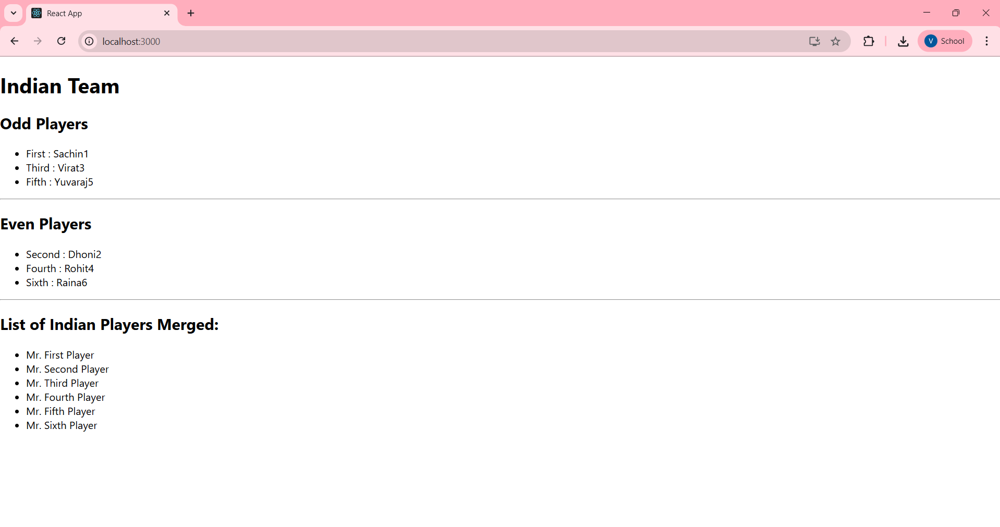 React App
localhost:3000
V School
Indian Team
Odd Players
First : Sachin1
Third : Virat3
Fifth : Yuvaraj5
Even Players
Second : Dhoni2
Fourth : Rohit4
Sixth : Raina6
List of Indian Players Merged:
Mr. First Player
Mr. Second Player
Mr. Third Player
Mr. Fourth Player
Mr. Fifth Player
Mr. Sixth Player